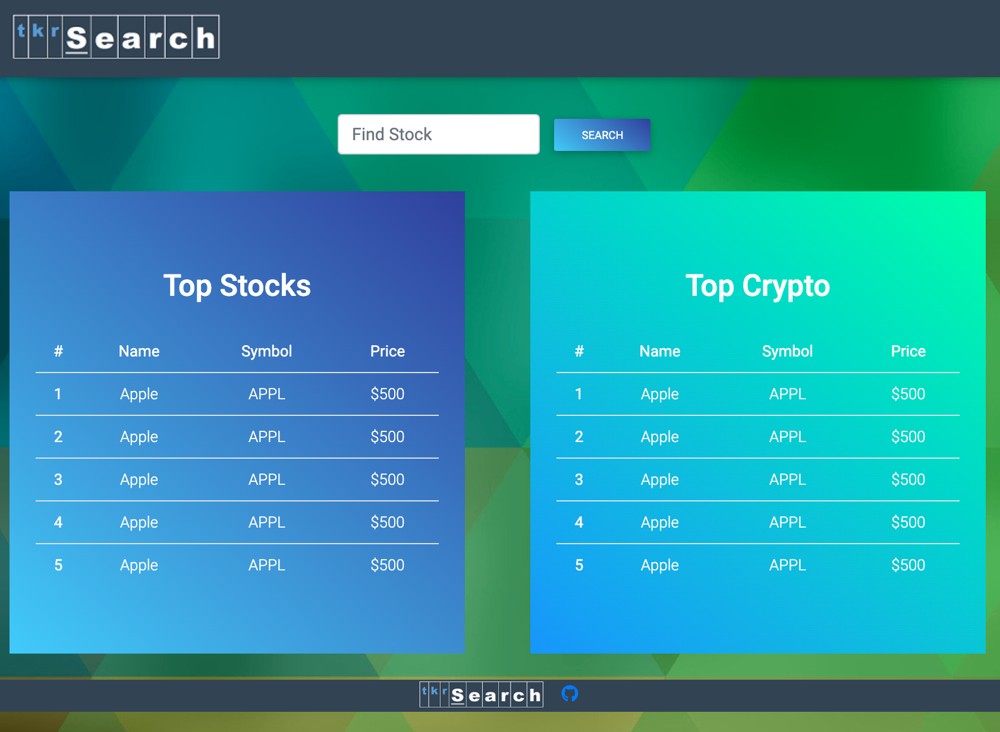 tkrSearch
Find Stock
SEARCH
Top Stocks
# Name Symbol Price
1 Apple APPL $500
2 Apple APPL $500
3 Apple APPL $500
4 Apple APPL $500
5 Apple APPL $500
Top Crypto
# Name Symbol Price
1 Apple APPL $500
2 Apple APPL $500
3 Apple APPL $500
4 Apple APPL $500
5 Apple APPL $500
tkrSearch